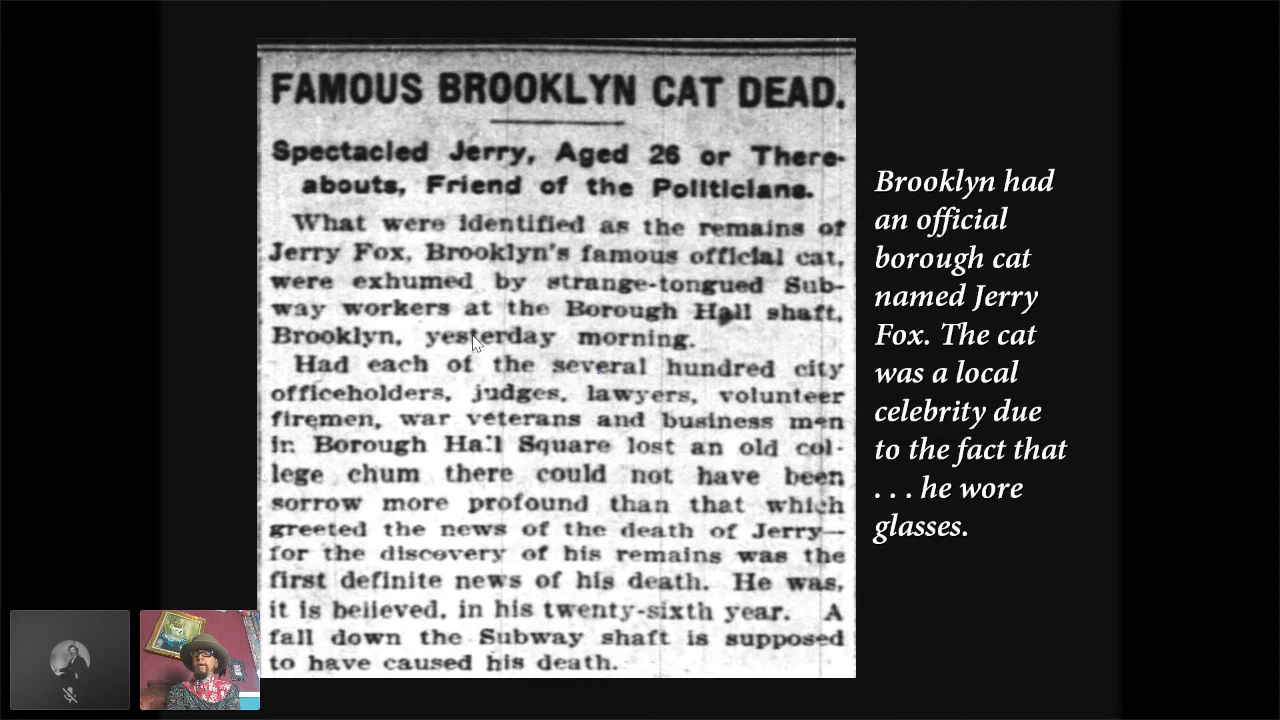 FAMOUS BROOKLYN CAT DEAD.
Spectacled Jerry, Aged 26 or There-
abouts, Friend of the Politicians.
What were identified as the remains of
Jerry Fox, Brooklyn's famous official cat,
were exhumed by strange-tongued Sub-
way workers at the Borough Hall shaft,
Brooklyn, yesterday morning.
Had each of the several hundred city
officeholders, judges, lawyers, volunteer
firemen, war veterans and business men
in Borough Hall Square lost an old col-
lege chum there could not have been
sorrow more profound than that which
greeted the news of the death of Jerry—
for the discovery of his remains was the
first definite news of his death. He was,
it is believed, in his twenty-sixth year. A
fall down the Subway shaft is supposed
to have caused his death.
Brooklyn had
an official
borough cat
named Jerry
Fox. The cat
was a local
celebrity due
to the fact that
. . . he wore
glasses.